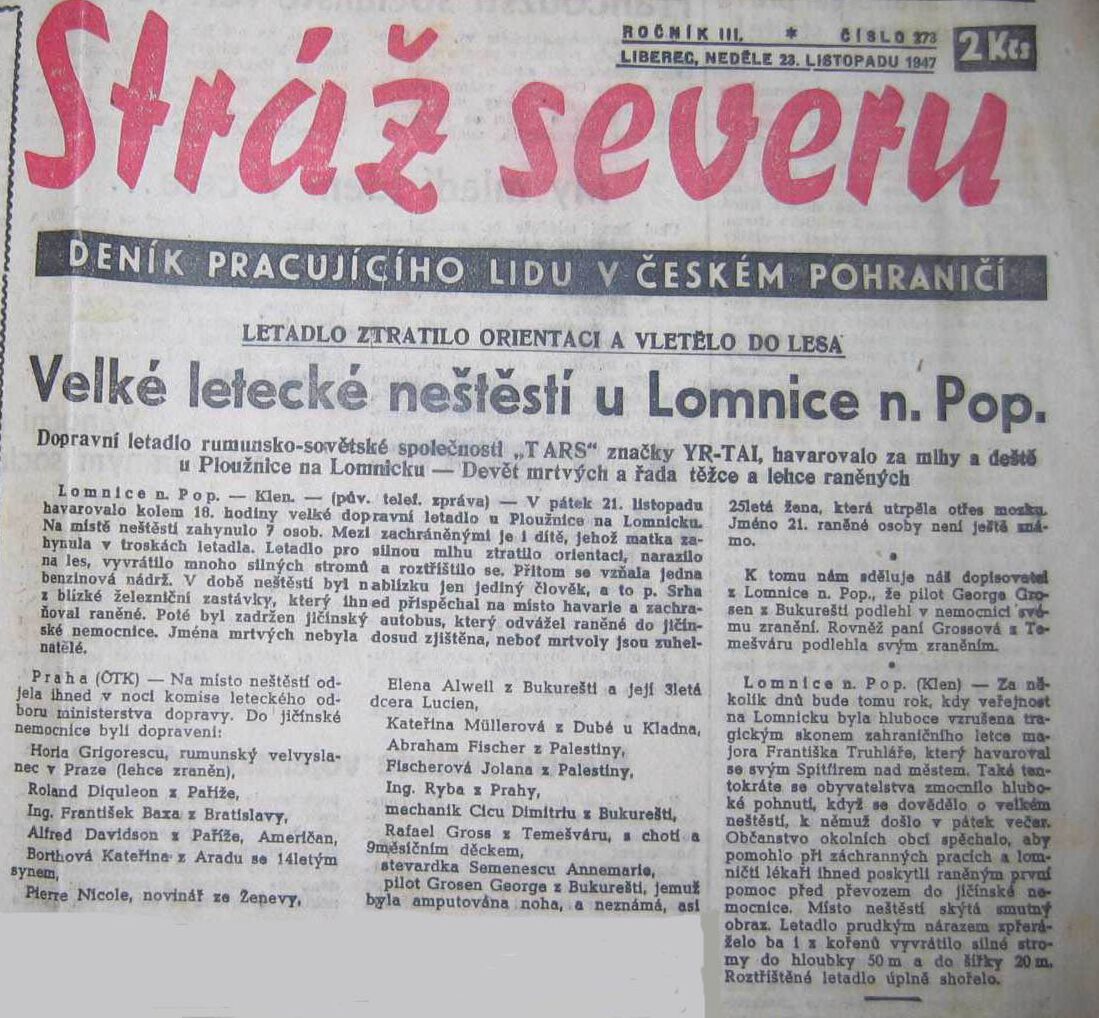 Stráž severu
ROČNÍK III. * ČÍSLO 273
LIBEREC, NEDĚLE 23. LISTOPADU 1947
2 Kčs
DENÍK PRACUJÍCÍHO LIDU V ČESKÉM POHRANIČÍ
LETADLO ZTRATILO ORIENTACI A VLETĚLO DO LESA
Velké letecké neštěstí u Lomnice n. Pop.
Dopravní letadlo rumunsko-sovětské společnosti „TARS“ značky YR-TAI, havarovalo za mlhy a deště
u Ploužnice na Lomnicku — Devět mrtvých a řada těžce a lehce raněných
Lomnice n. Pop. — Klen. — (pův. telef. zpráva) — V pátek 21. listopadu
havarovalo kolem 18. hodiny velké dopravní letadlo u Ploužnice na Lomnicku.
Na místě neštěstí zahynulo 7 osob. Mezi zachráněnými je i dítě, jehož matka za-
hynula v troskách letadla. Letadlo pro silnou mlhu ztratilo orientaci, narazilo
na les, vyvrátilo mnoho silných stromů a roztříštilo se. Přitom se vzňala jedna
benzinová nádrž. V době neštěstí byl nablízku jen jediný člověk, a to p. Srha
z blízké železniční zastávky, který ihned přispěchal na místo havarie a zachra-
ňoval raněné. Poté byl zadržen jičínský autobus, který odvážel raněné do jičín-
ské nemocnice. Jména mrtvých nebyla dosud zjištěna, neboť mrtvoly jsou zuhel-
natělé.
Praha (ČTK) — Na místo neštěstí od-
jela ihned v noci komise leteckého od-
boru ministerstva dopravy. Do jičínské
nemocnice byli dopraveni:
Horia Grigorescu, rumunský velvysla-
nec v Praze (lehce zraněn),
Roland Diquleon z Paříže,
Ing. František Baxa z Bratislavy,
Alfred Davidson z Paříže, Američan,
Borthová Kateřina z Aradu se 14letým
synem,
Pierre Nicole, novinář ze Ženevy,
Elena Alweil z Bukurešti a její 3letá
dcera Lucien,
Kateřina Müllerová z Dubé u Kladna,
Abraham Fischer z Palestiny,
Fischerová Jolana z Palestiny,
Ing. Ryba z Prahy,
mechanik Cicu Dimitriu z Bukurešti,
Rafael Gross z Temešváru, s chotí a
9měsíčním děckem,
stevardka Semenescu Annemarie,
pilot Grosen George z Bukurešti, jemuž
byla amputována noha, a neznámá, asi
25letá žena, která utrpěla otřes mozku.
Jméno 21. raněné osoby není ještě zná-
mo.
•
K tomu nám sděluje náš dopisovatel
z Lomnice n. Pop., že pilot George Gro-
sen z Bukurešti podlehl v nemocnici své-
mu zranění. Rovněž paní Grossová z Te-
mešváru podlehla svým zraněním.
•
Lomnice n. Pop. (Klen) — Za ně-
kolik dnů bude tomu rok, kdy veřejnost
na Lomnicku byla hluboce vzrušena tra-
gickým skonem zahraničního letce ma-
jora Františka Truhláře, který havaroval
se svým Spitfirem nad městem. Také ten-
tokráte se obyvatelstva zmocnilo hlubo-
ké pohnutí, když se dovědělo o velkém
neštěstí, k němuž došlo v pátek večer.
Občanstvo okolních obcí spěchalo, aby
pomohlo při záchranných pracích a lom-
ničtí lékaři ihned poskytli raněným první
pomoc před převozem do jičínské ne-
mocnice. Místo neštěstí skýtá smutný
obraz. Letadlo prudkým nárazem zpřerá-
želo ba i z kořenů vyvrátilo silné stro-
my do hloubky 50 m a do šířky 20 m.
Roztříštěné letadlo úplně shořelo.